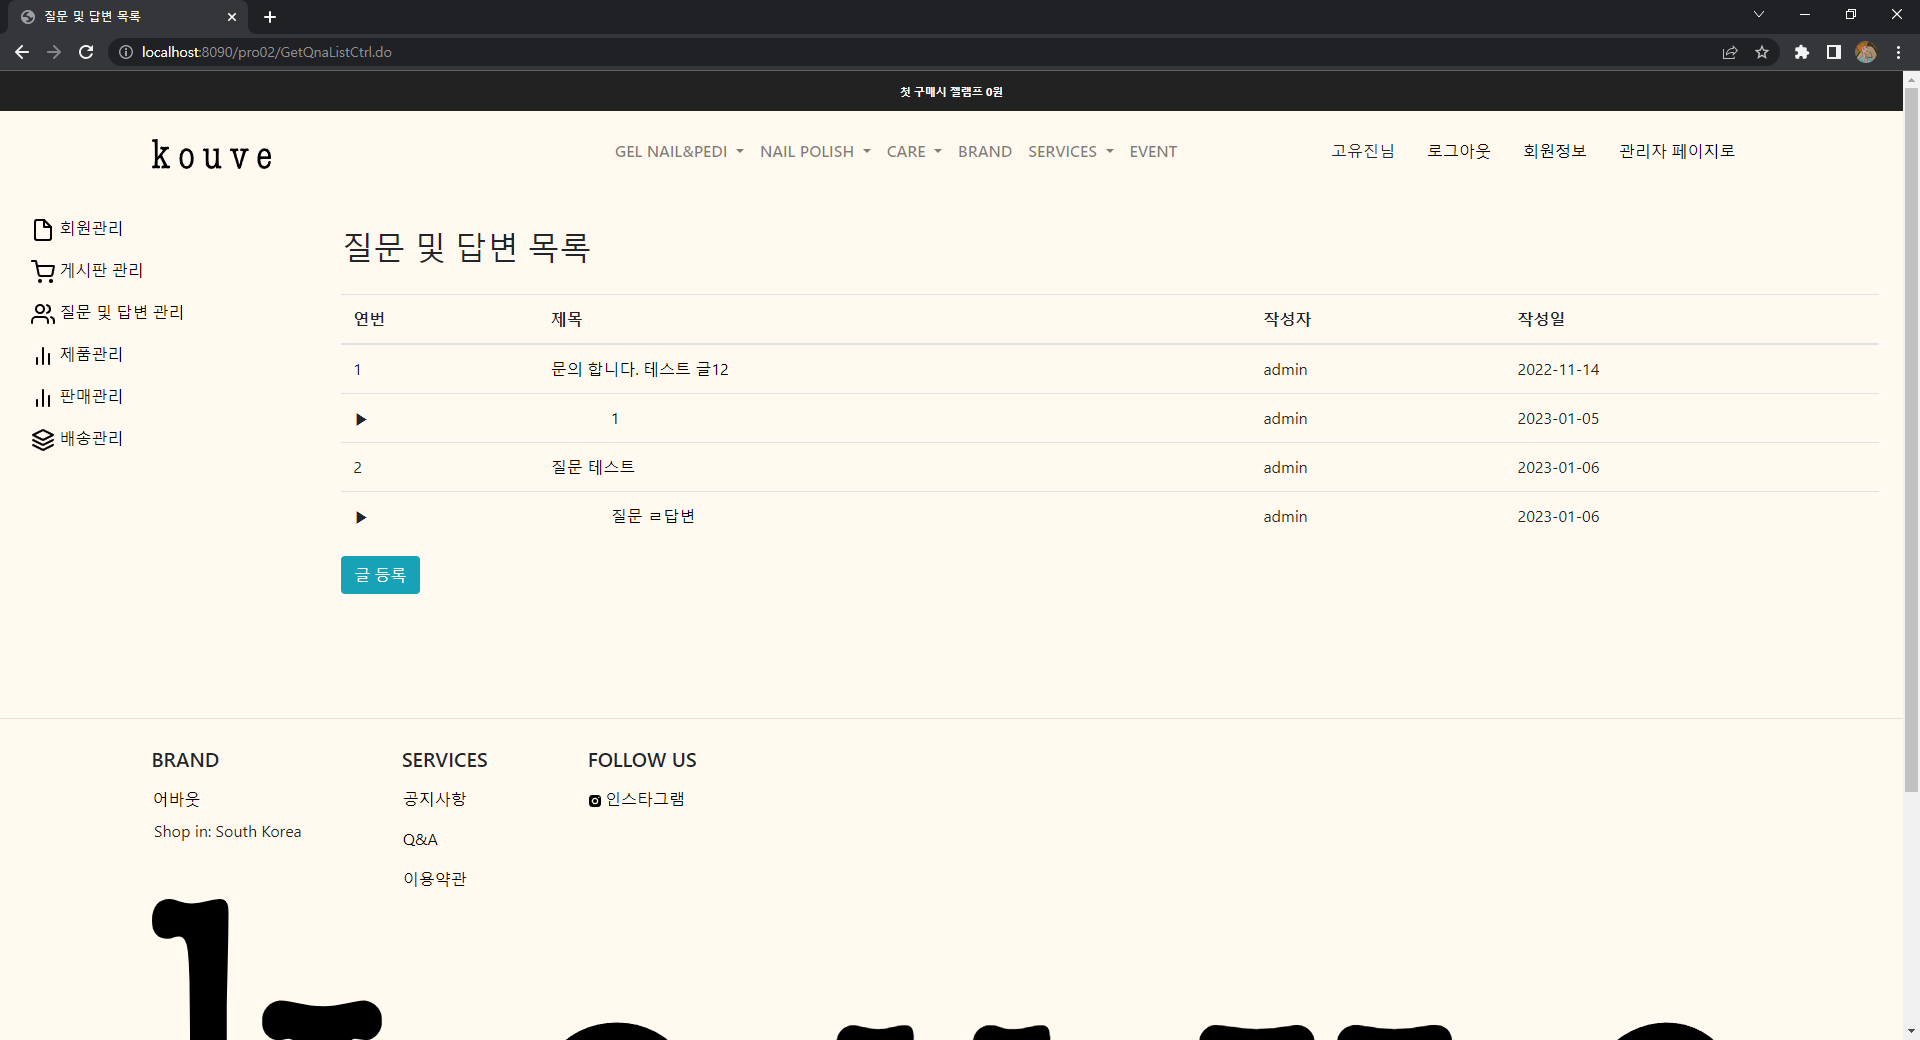 질문 및 답변 목록
localhost:8090/pro02/GetQnaListCtrl.do
첫 구매시 젤램프 0원
kouve
GEL NAIL&PEDI NAIL POLISH CARE BRAND SERVICES EVENT
고유진님 로그아웃 회원정보 관리자 페이지로
회원관리
게시판 관리
질문 및 답변 관리
제품관리
판매관리
배송관리
질문 및 답변 목록
연번 제목 작성자 작성일
1 문의 합니다. 테스트 글12 admin 2022-11-14
▶ 1 admin 2023-01-05
2 질문 테스트 admin 2023-01-06
▶ 질문 ㄹ답변 admin 2023-01-06
글 등록
BRAND
어바웃
Shop in: South Korea
SERVICES
공지사항
Q&A
이용약관
FOLLOW US
인스타그램